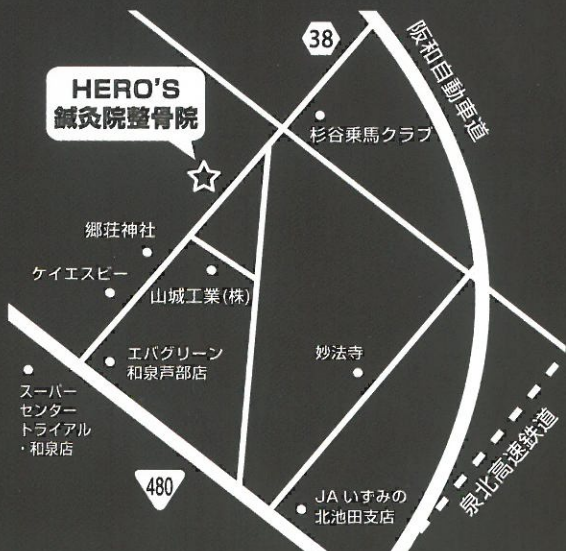 38
阪和自動車道
HERO'S
鍼灸院整骨院
杉谷乗馬クラブ
郷荘神社
ケイエスピー
山城工業(株)
エバグリーン
和泉芦部店
妙法寺
スーパー
センター
トライアル
・和泉店
480
JAいずみの
北池田支店
泉北高速鉄道